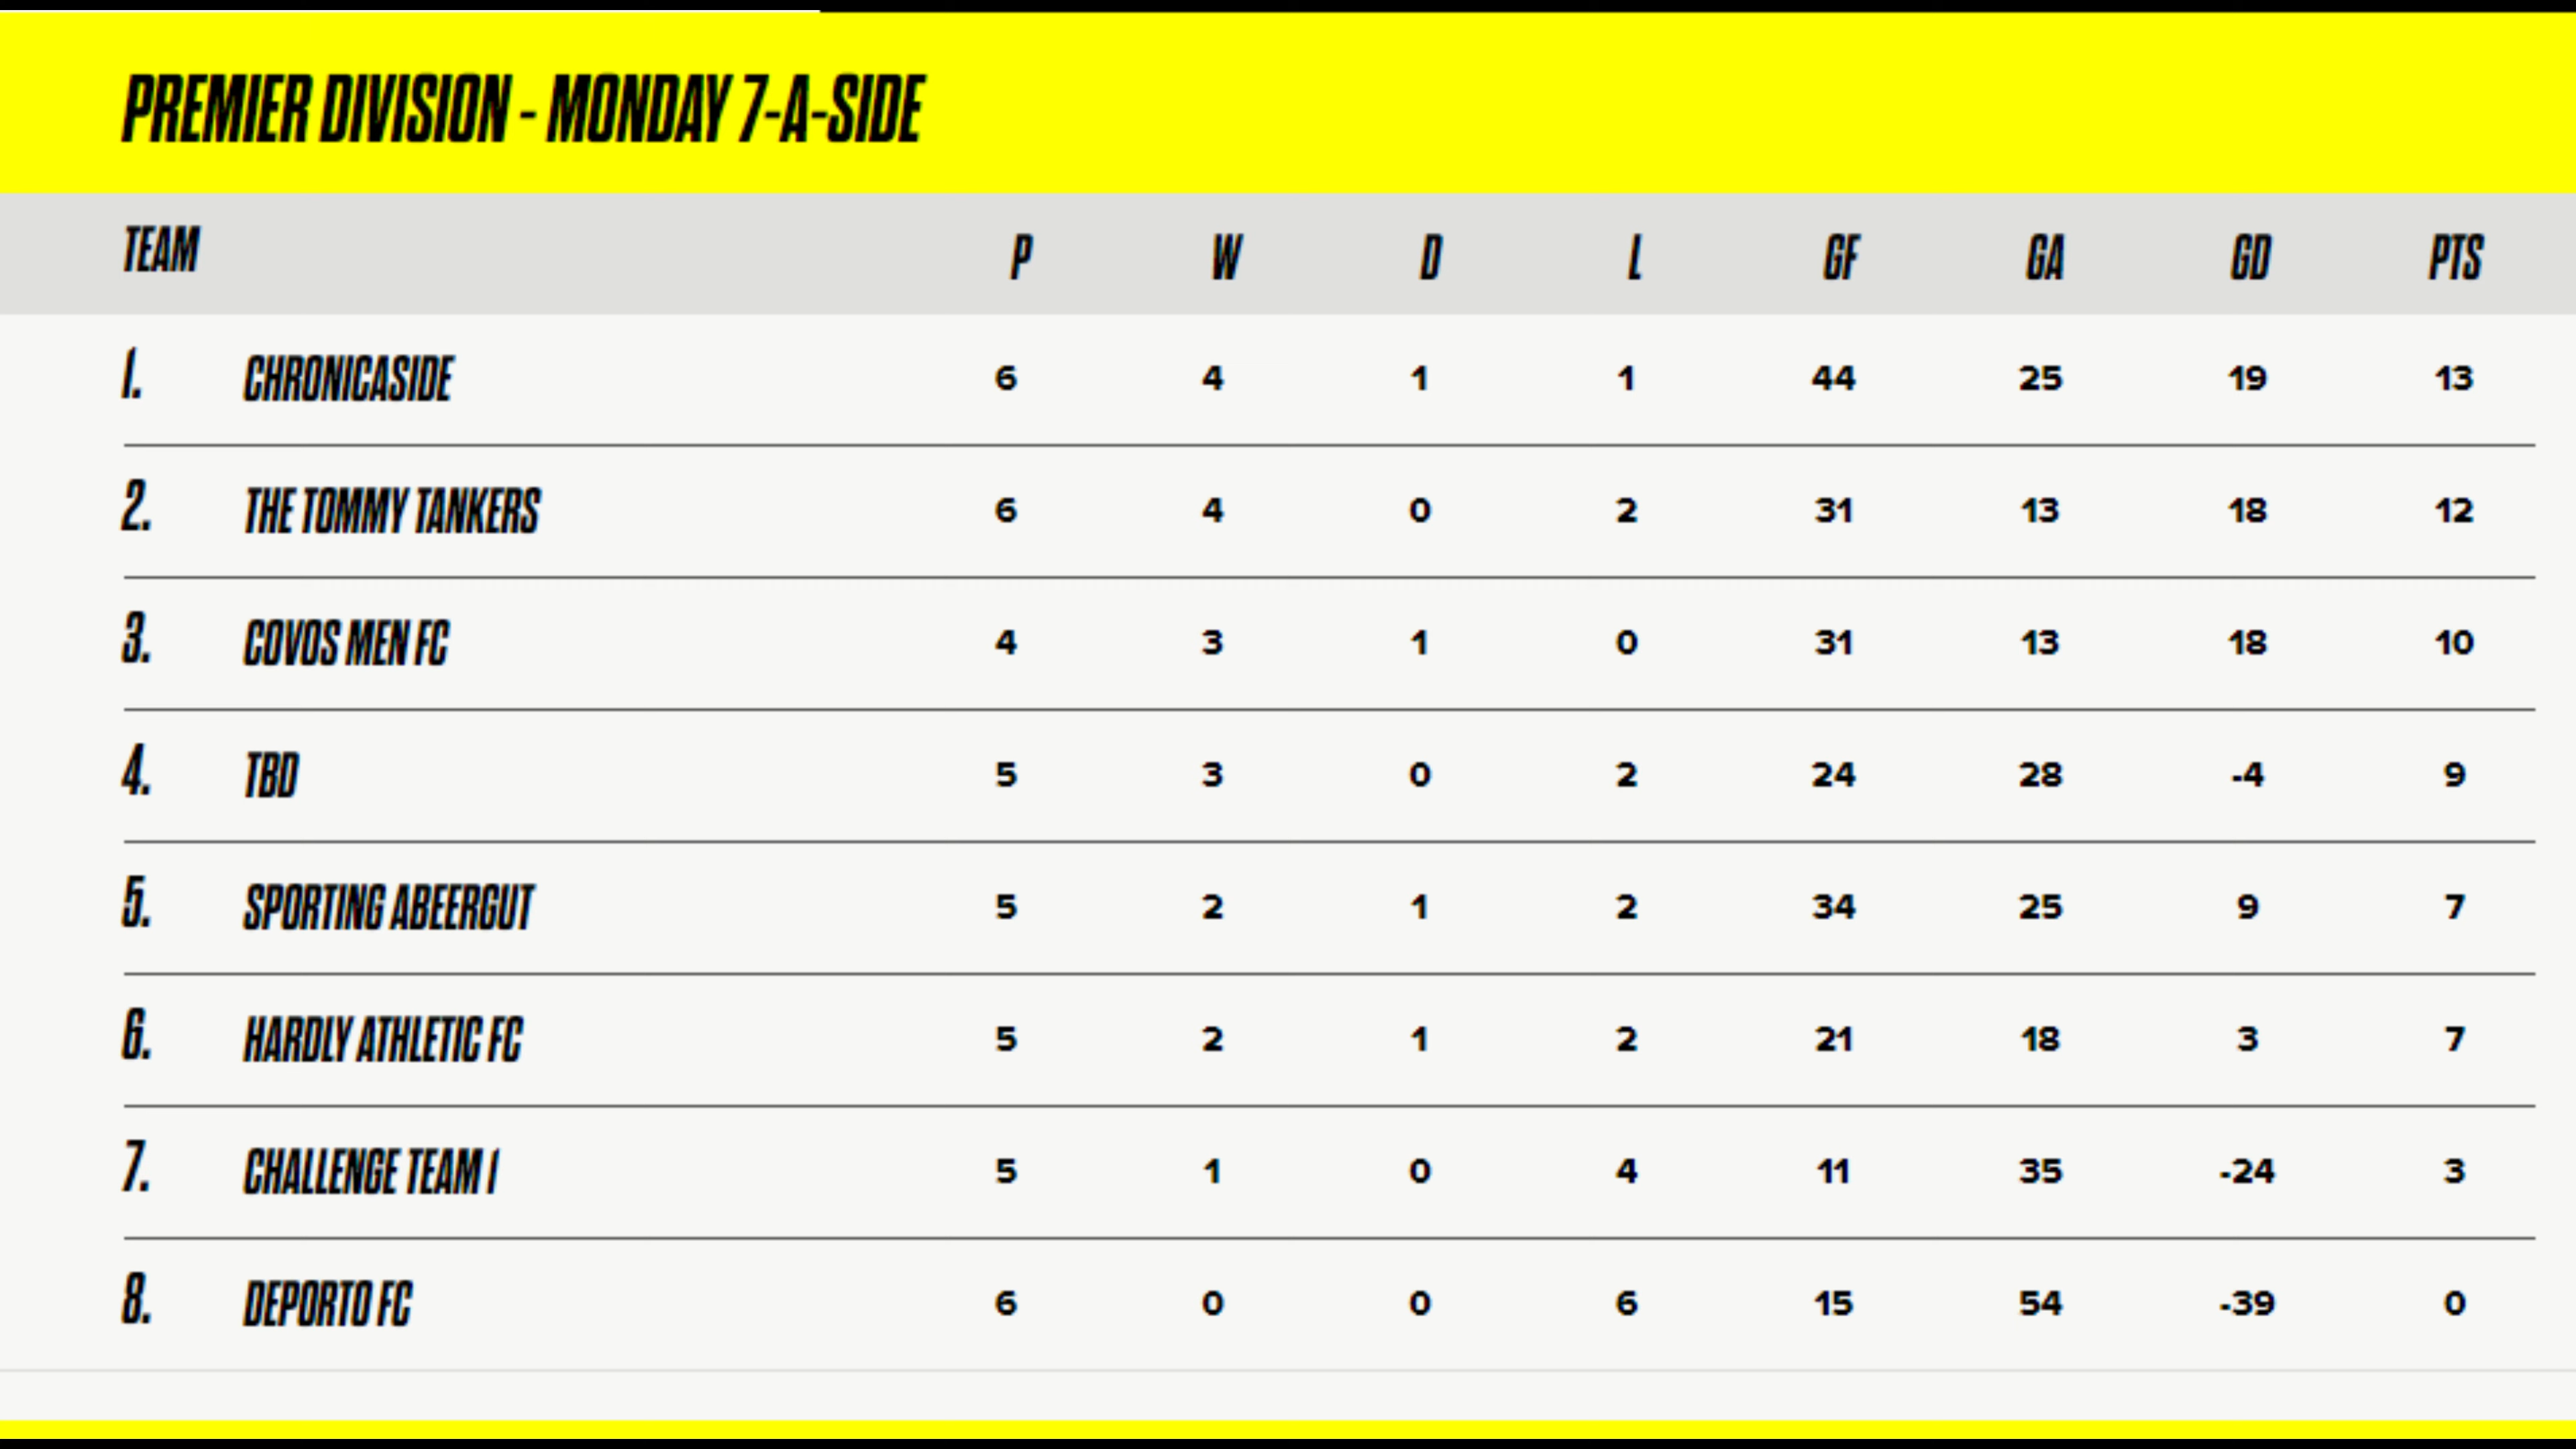 PREMIER DIVISION - MONDAY 7-A-SIDE
TEAM P W D L GF GA GD PTS
1. CHRONICASIDE 6 4 1 1 44 25 19 13
2. THE TOMMY TANKERS 6 4 0 2 31 13 18 12
3. COVOS MEN FC 4 3 1 0 31 13 18 10
4. TBD 5 3 0 2 24 28 -4 9
5. SPORTING ABEERGUT 5 2 1 2 34 25 9 7
6. HARDLY ATHLETIC FC 5 2 1 2 21 18 3 7
7. CHALLENGE TEAM 1 5 1 0 4 11 35 -24 3
8. DEPORTO FC 6 0 0 6 15 54 -39 0